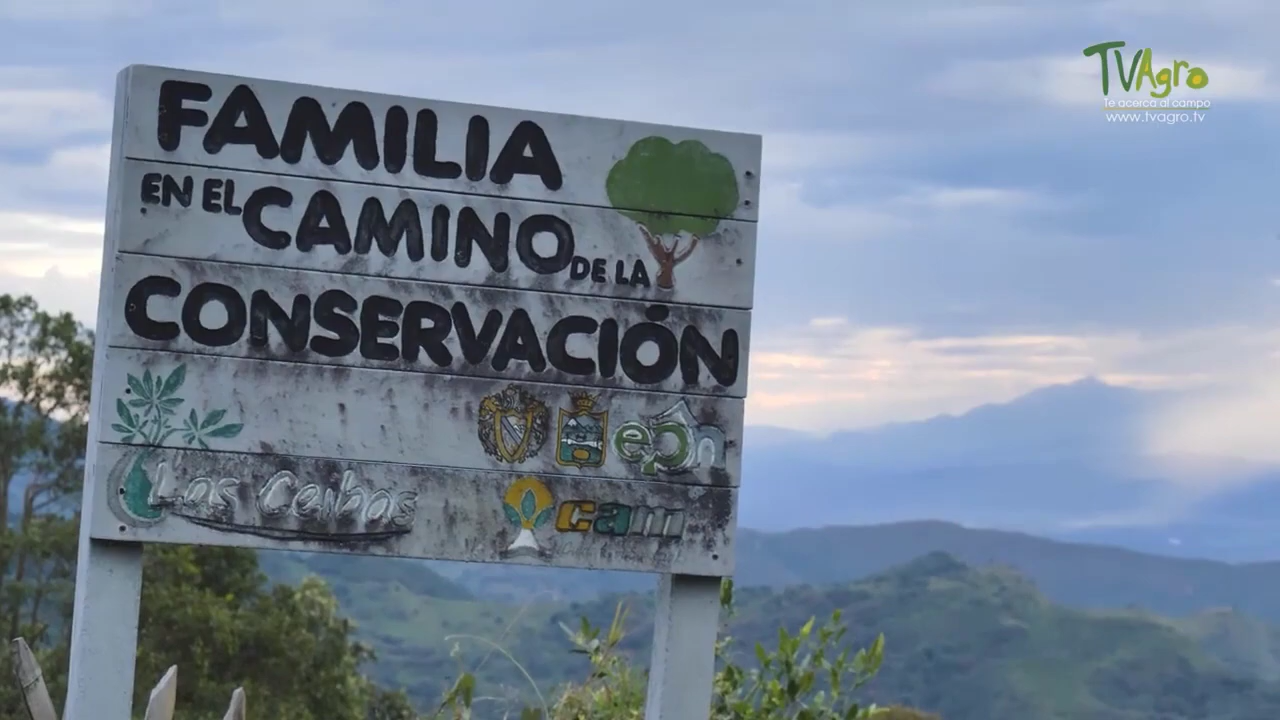 TVAgro
Te acerca al campo
www.tvagro.tv
FAMILIA
EN EL CAMINO DE LA
CONSERVACIÓN
epn
Las Ceibas
cam